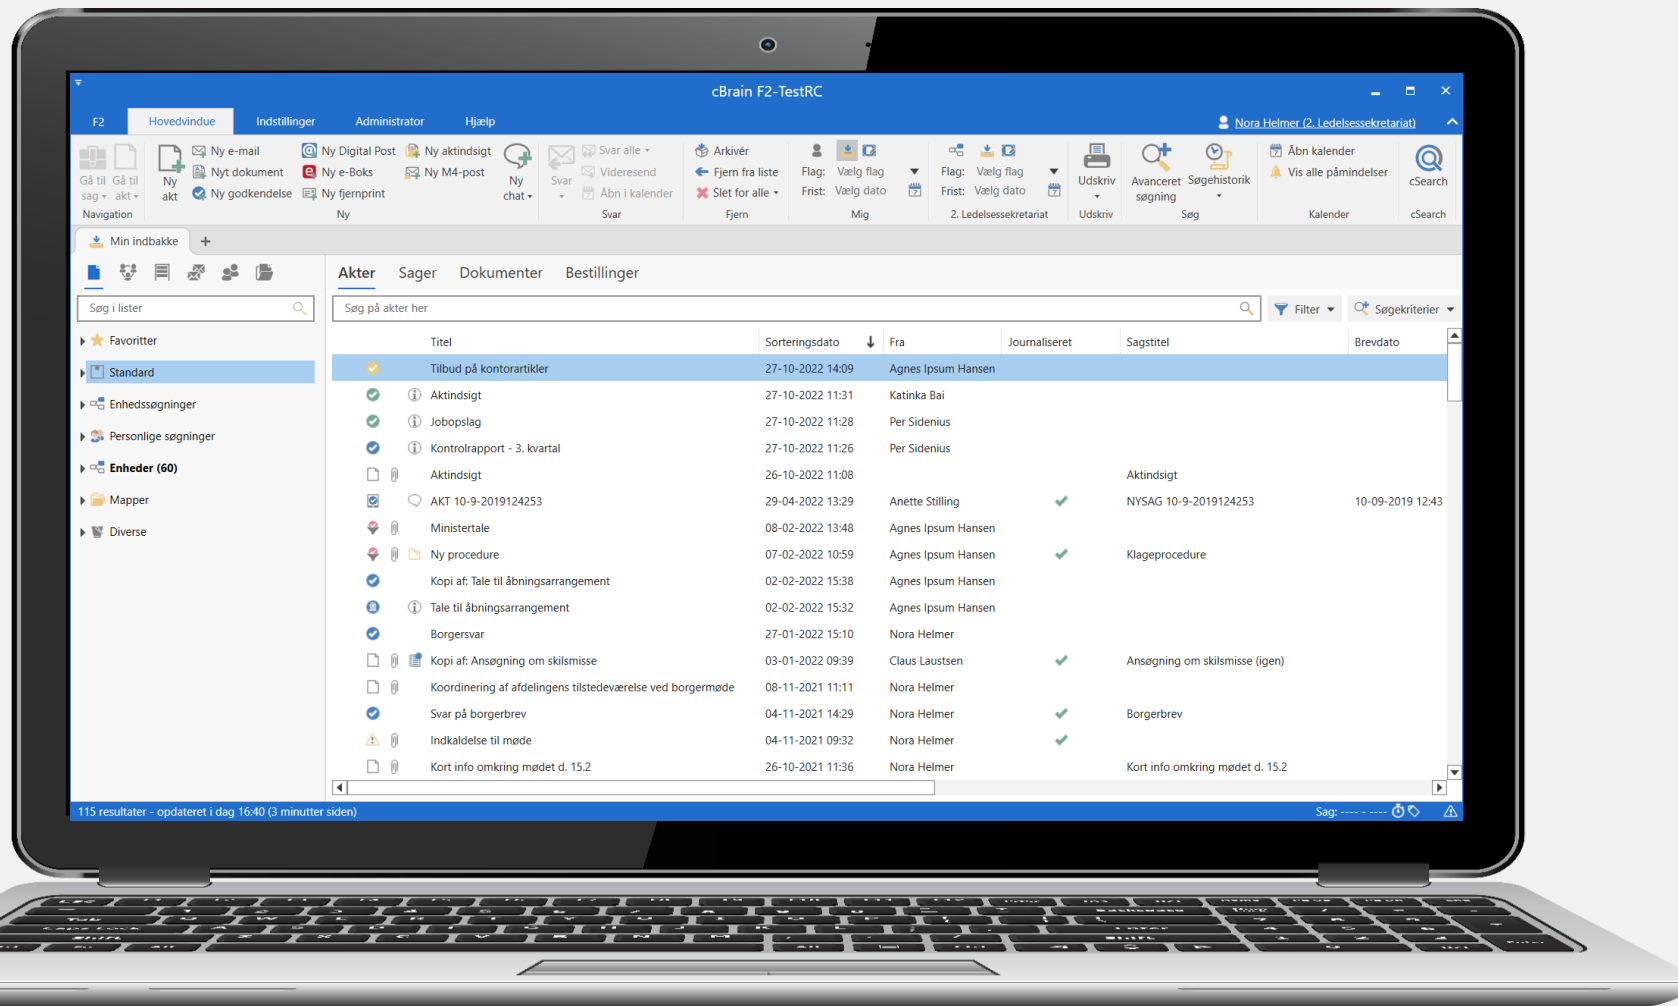 cBrain F2-TestRC
F2 Hovedvindue Indstillinger Administrator Hjælp Nora Helmer (2. Ledelsessekretariat)
Gå til sag Gå til akt
Navigation
Ny akt
Ny e-mail Ny Digital Post Ny aktindsigt
Nyt dokument Ny e-Boks Ny M4-post
Ny godkendelse Ny fjernprint
Ny chat
Ny
Svar
Svar alle
Videresend
Åbn i kalender
Svar
Arkivér
Fjern fra liste
Slet for alle
Fjern
Flag: Vælg flag
Frist: Vælg dato
Mig
Flag: Vælg flag
Frist: Vælg dato
2. Ledelsessekretariat
Udskriv
Udskriv
Avanceret søgning
Søgehistorik
Søg
Åbn kalender
Vis alle påmindelser
Kalender
cSearch
cSearch
Min indbakke +
Søg i lister
Favoritter
Standard
Enhedssøgninger
Personlige søgninger
Enheder (60)
Mapper
Diverse
Akter Sager Dokumenter Bestillinger
Søg på akter her Filter Søgekriterier
Titel Sorteringsdato Fra Journaliseret Sagstitel Brevdato
Tilbud på kontorartikler 27-10-2022 14:09 Agnes Ipsum Hansen
Aktindsigt 27-10-2022 11:31 Katinka Bai
Jobopslag 27-10-2022 11:28 Per Sidenius
Kontrolrapport - 3. kvartal 27-10-2022 11:26 Per Sidenius
Aktindsigt 26-10-2022 11:08 Aktindsigt
AKT 10-9-2019124253 29-04-2022 13:29 Anette Stilling NYSAG 10-9-2019124253 10-09-2019 12:43
Ministertale 08-02-2022 13:48 Agnes Ipsum Hansen
Ny procedure 07-02-2022 10:59 Agnes Ipsum Hansen Klageprocedure
Kopi af: Tale til åbningsarrangement 02-02-2022 15:38 Agnes Ipsum Hansen
Tale til åbningsarrangement 02-02-2022 15:32 Agnes Ipsum Hansen
Borgersvar 27-01-2022 15:10 Nora Helmer
Kopi af: Ansøgning om skilsmisse 03-01-2022 09:39 Claus Laustsen Ansøgning om skilsmisse (igen)
Koordinering af afdelingens tilstedeværelse ved borgermøde 08-11-2021 11:11 Nora Helmer
Svar på borgerbrev 04-11-2021 14:29 Nora Helmer Borgerbrev
Indkaldelse til møde 04-11-2021 09:32 Nora Helmer
Kort info omkring mødet d. 15.2 26-10-2021 11:36 Nora Helmer Kort info omkring mødet d. 15.2
115 resultater - opdateret i dag 16:40 (3 minutter siden) Sag: ---- - ----